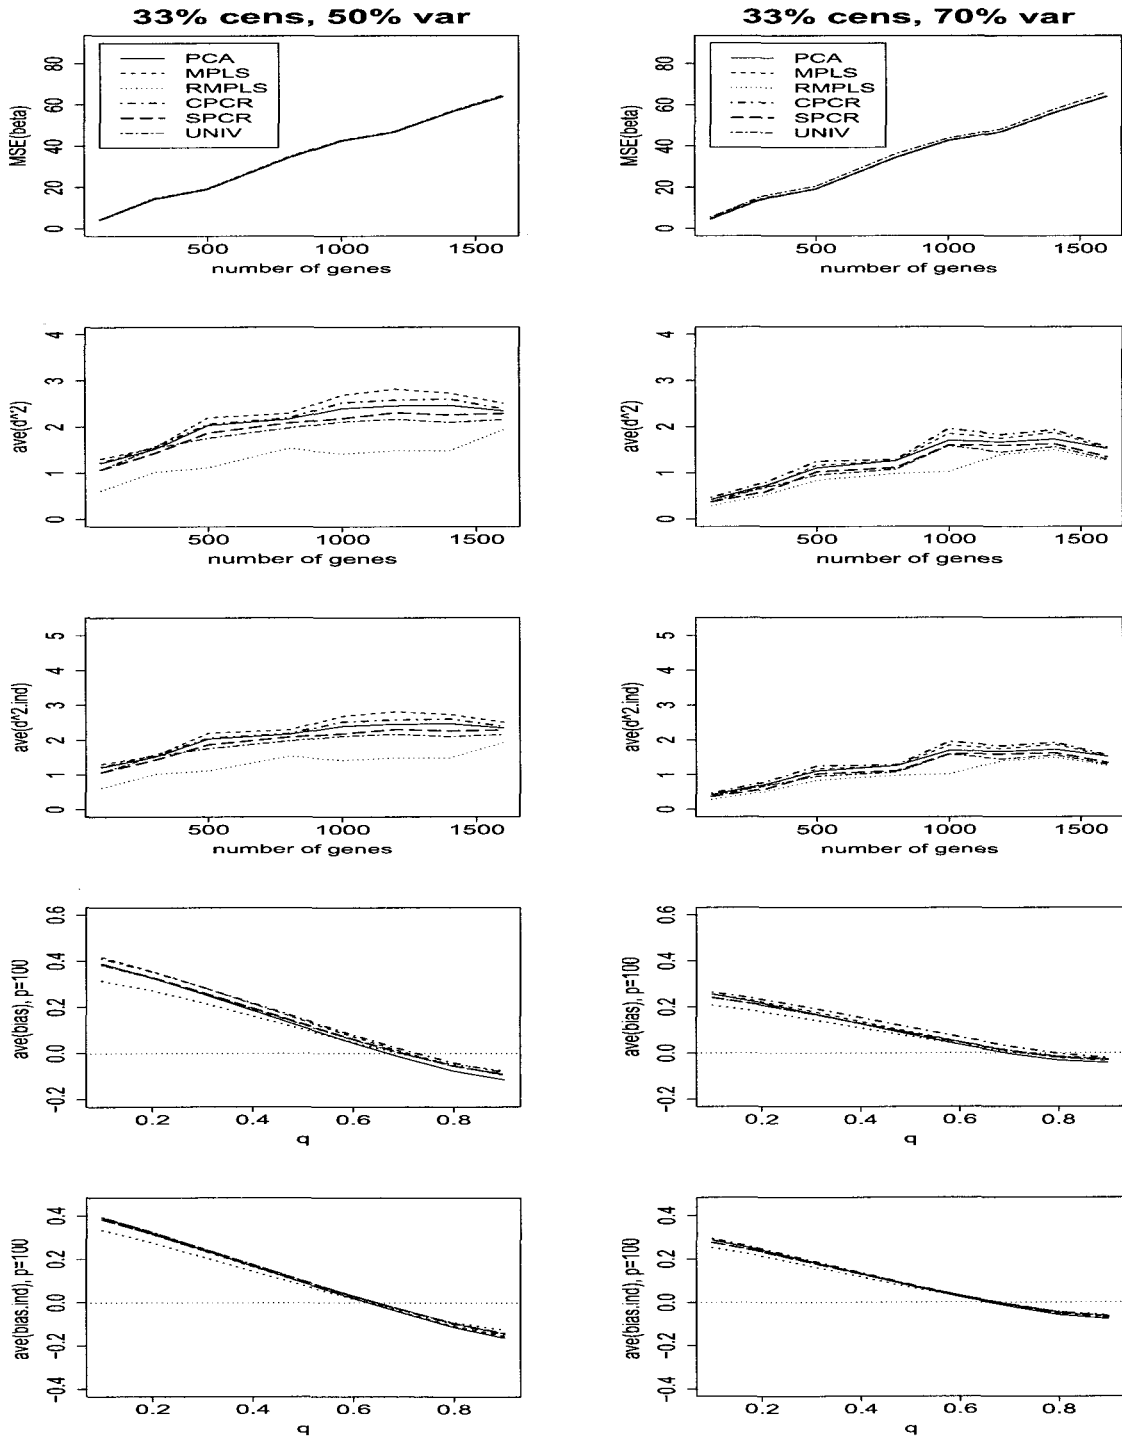 33% cens, 50% var
MSE(beta)
80
60
40
20
0
PCA
MPLS
RMPLS
CPCR
SPCR
UNIV
500 1000 1500
number of genes
33% cens, 70% var
MSE(beta)
80
60
40
20
0
PCA
MPLS
RMPLS
CPCR
SPCR
UNIV
500 1000 1500
number of genes
ave(d^2)
4
3
2
1
0
500 1000 1500
number of genes
ave(d^2)
4
3
2
1
0
500 1000 1500
number of genes
ave(d^2.ind)
5
4
3
2
1
0
500 1000 1500
number of genes
ave(d^2.ind)
5
4
3
2
1
0
500 1000 1500
number of genes
ave(bias), p=100
0.6
0.4
0.2
0.0
-0.2
0.2 0.4 0.6 0.8
q
ave(bias), p=100
0.6
0.4
0.2
0.0
-0.2
0.2 0.4 0.6 0.8
q
ave(bias.ind), p=100
0.4
0.2
0.0
-0.2
-0.4
0.2 0.4 0.6 0.8
q
ave(bias.ind), p=100
0.4
0.2
0.0
-0.2
-0.4
0.2 0.4 0.6 0.8
q